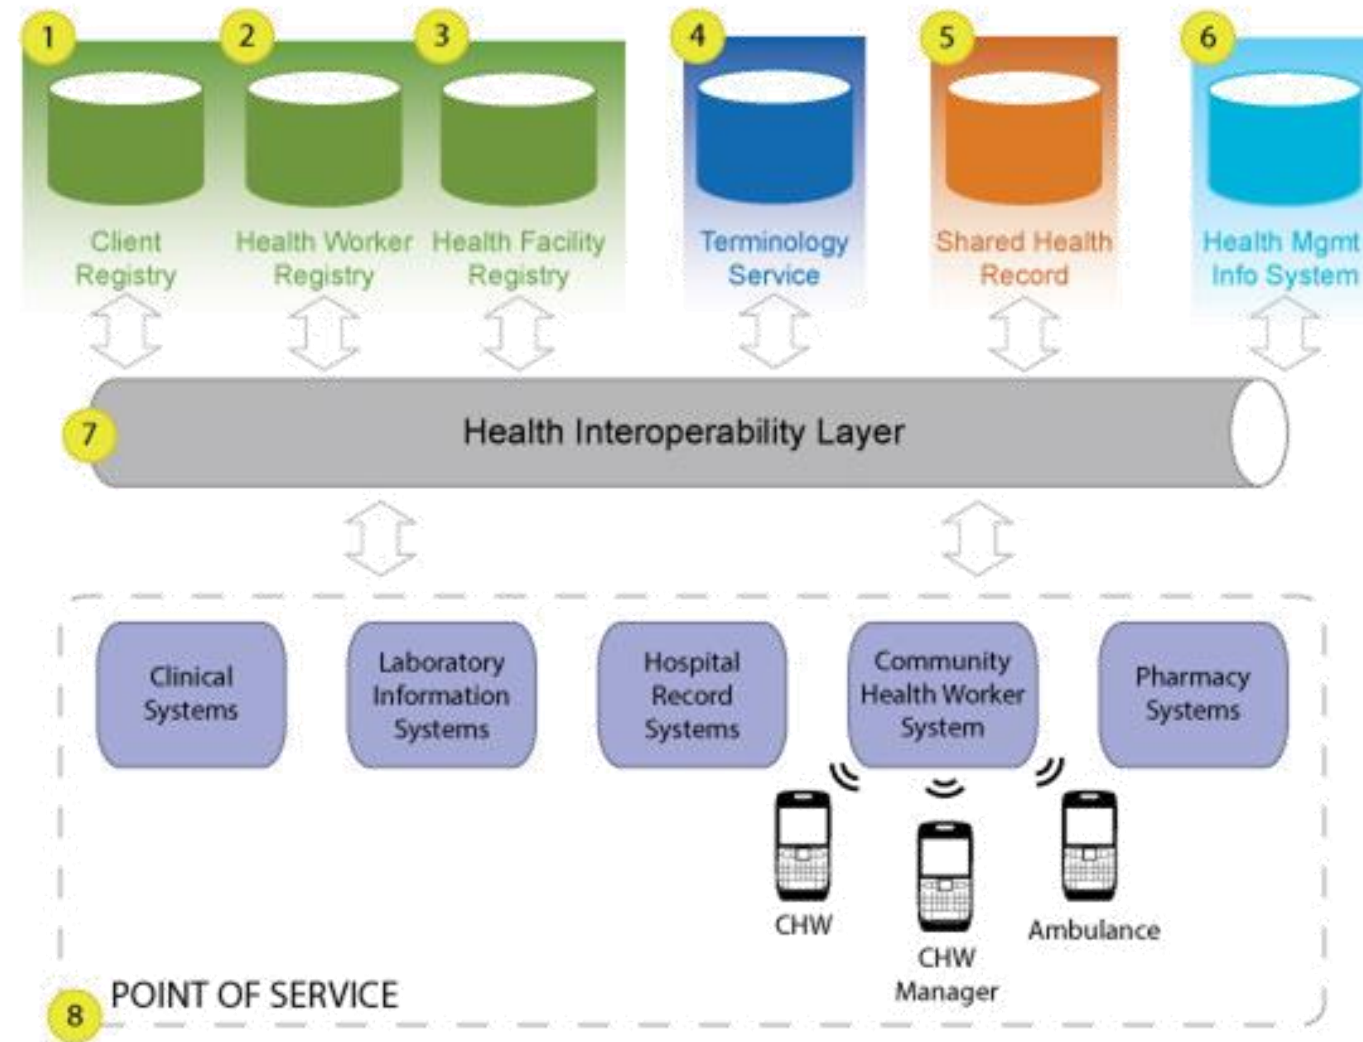 1
2
3
4
5
6
Client
Registry
Health Worker
Registry
Health Facility
Registry
Terminology
Service
Shared Health
Record
Health Mgmt
Info System
7
Health Interoperability Layer
Clinical
Systems
Laboratory
Information
Systems
Hospital
Record
Systems
Community
Health Worker
System
Pharmacy
Systems
CHW
CHW
Manager
Ambulance
8
POINT OF SERVICE